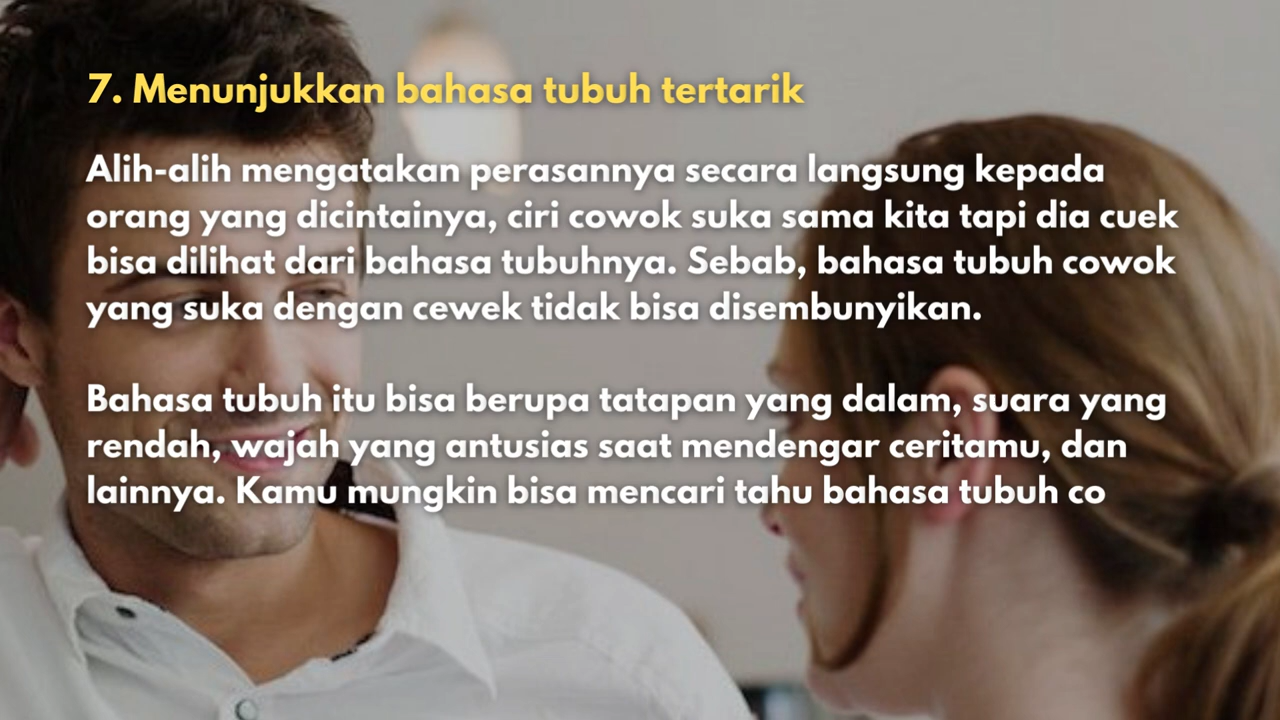 7. Menunjukkan bahasa tubuh tertarik
Alih-alih mengatakan perasannya secara langsung kepada
orang yang dicintainya, ciri cowok suka sama kita tapi dia cuek
bisa dilihat dari bahasa tubuhnya. Sebab, bahasa tubuh cowok
yang suka dengan cewek tidak bisa disembunyikan.
Bahasa tubuh itu bisa berupa tatapan yang dalam, suara yang
rendah, wajah yang antusias saat mendengar ceritamu, dan
lainnya. Kamu mungkin bisa mencari tahu bahasa tubuh co